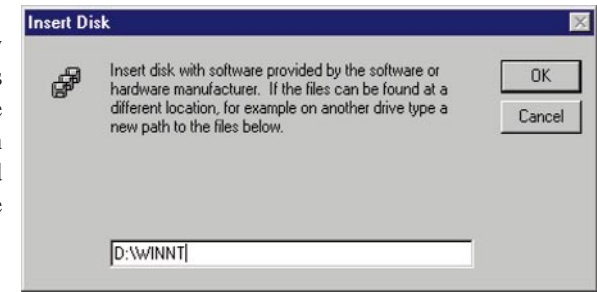 Insert Disk
Insert disk with software provided by the software or
hardware manufacturer. If the files can be found at a
different location, for example on another drive type a
new path to the files below.
OK
Cancel
D:\WINNT